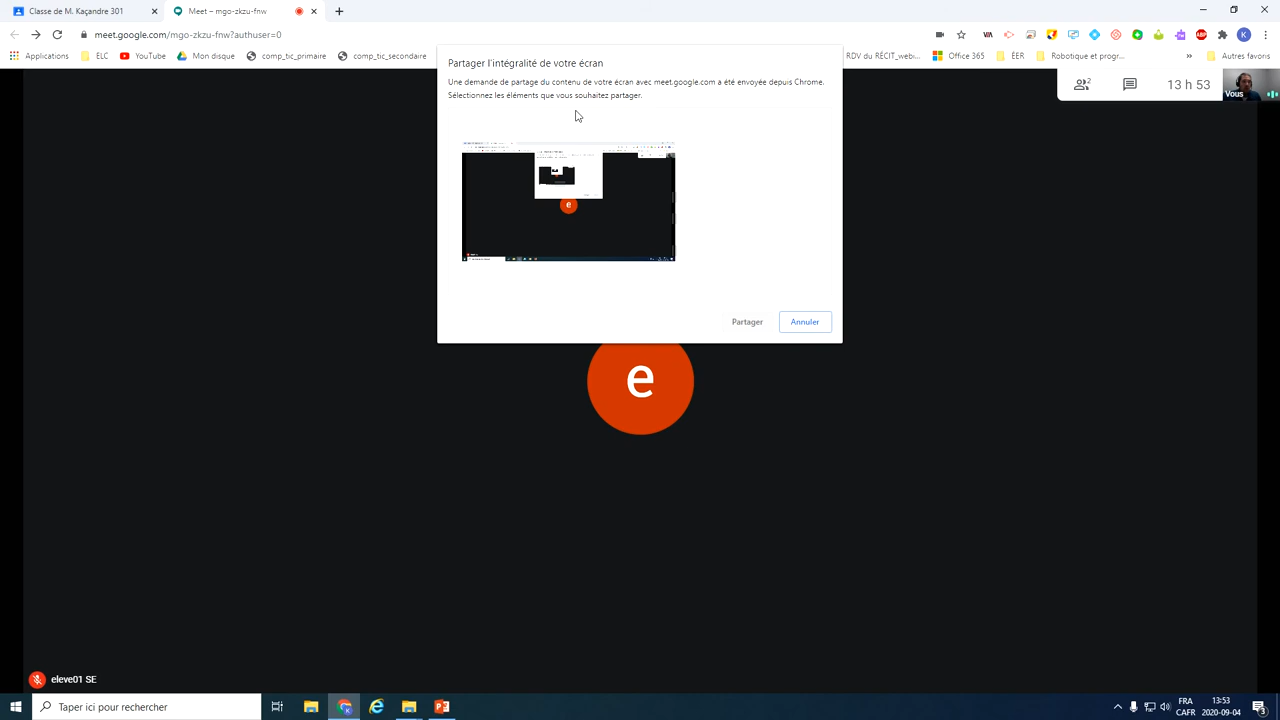 Classe de M. Kaçandre 301
Meet – mgo-zkzu-fnw
meet.google.com/mgo-zkzu-fnw?authuser=0
K
Applications
ELC
YouTube
Mon disque
comp_tic_primaire
comp_tic_secondaire
RDV du RÉCIT_web...
Office 365
ÉER
Robotique et progr...
»
Autres favoris
Partager l'intégralité de votre écran
Une demande de partage du contenu de votre écran avec meet.google.com a été envoyée depuis Chrome.
Sélectionnez les éléments que vous souhaitez partager.
2
13 h 53
Vous
e
Partager
Annuler
e
eleve01 SE
Taper ici pour rechercher
FRA
CAFR
13:53
2020-09-04